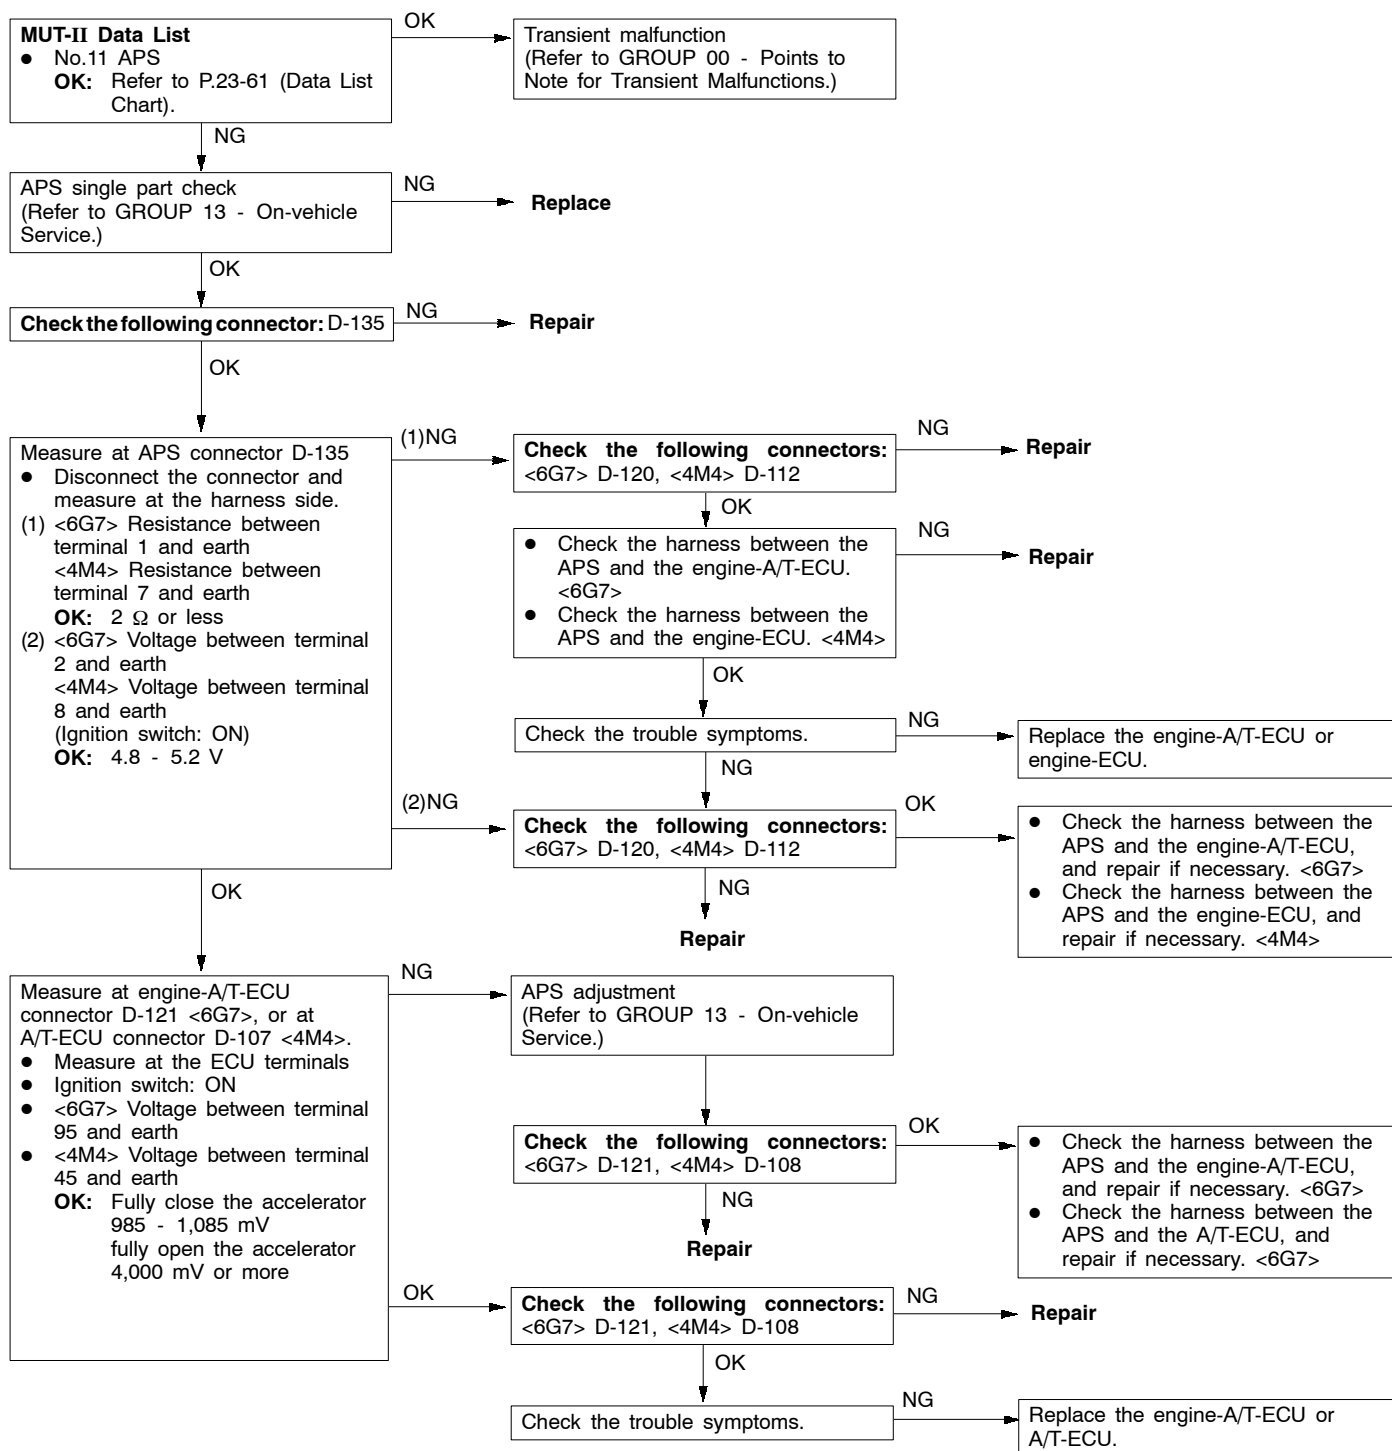 MUT-II Data List
● No.11 APS
OK: Refer to P.23-61 (Data List
Chart).
OK
Transient malfunction
(Refer to GROUP 00 - Points to
Note for Transient Malfunctions.)
NG
APS single part check
(Refer to GROUP 13 - On-vehicle
Service.)
NG
Replace
OK
Check the following connector: D-135
NG
Repair
OK
Measure at APS connector D-135
● Disconnect the connector and
measure at the harness side.
(1) <6G7> Resistance between
terminal 1 and earth
<4M4> Resistance between
terminal 7 and earth
OK: 2 Ω or less
(2) <6G7> Voltage between terminal
2 and earth
<4M4> Voltage between terminal
8 and earth
(Ignition switch: ON)
OK: 4.8 - 5.2 V
(1)NG
Check the following connectors:
<6G7> D-120, <4M4> D-112
NG
Repair
OK
● Check the harness between the
APS and the engine-A/T-ECU.
<6G7>
● Check the harness between the
APS and the engine-ECU. <4M4>
NG
Repair
OK
Check the trouble symptoms.
NG
Replace the engine-A/T-ECU or
engine-ECU.
NG
(2)NG
Check the following connectors:
<6G7> D-120, <4M4> D-112
OK
● Check the harness between the
APS and the engine-A/T-ECU,
and repair if necessary. <6G7>
● Check the harness between the
APS and the engine-ECU, and
repair if necessary. <4M4>
NG
Repair
OK
Measure at engine-A/T-ECU
connector D-121 <6G7>, or at
A/T-ECU connector D-107 <4M4>.
● Measure at the ECU terminals
● Ignition switch: ON
● <6G7> Voltage between terminal
95 and earth
● <4M4> Voltage between terminal
45 and earth
OK: Fully close the accelerator
985 - 1,085 mV
fully open the accelerator
4,000 mV or more
NG
APS adjustment
(Refer to GROUP 13 - On-vehicle
Service.)
Check the following connectors:
<6G7> D-121, <4M4> D-108
OK
● Check the harness between the
APS and the engine-A/T-ECU,
and repair if necessary. <6G7>
● Check the harness between the
APS and the A/T-ECU, and
repair if necessary. <6G7>
NG
Repair
OK
Check the following connectors:
<6G7> D-121, <4M4> D-108
NG
Repair
OK
Check the trouble symptoms.
NG
Replace the engine-A/T-ECU or
A/T-ECU.